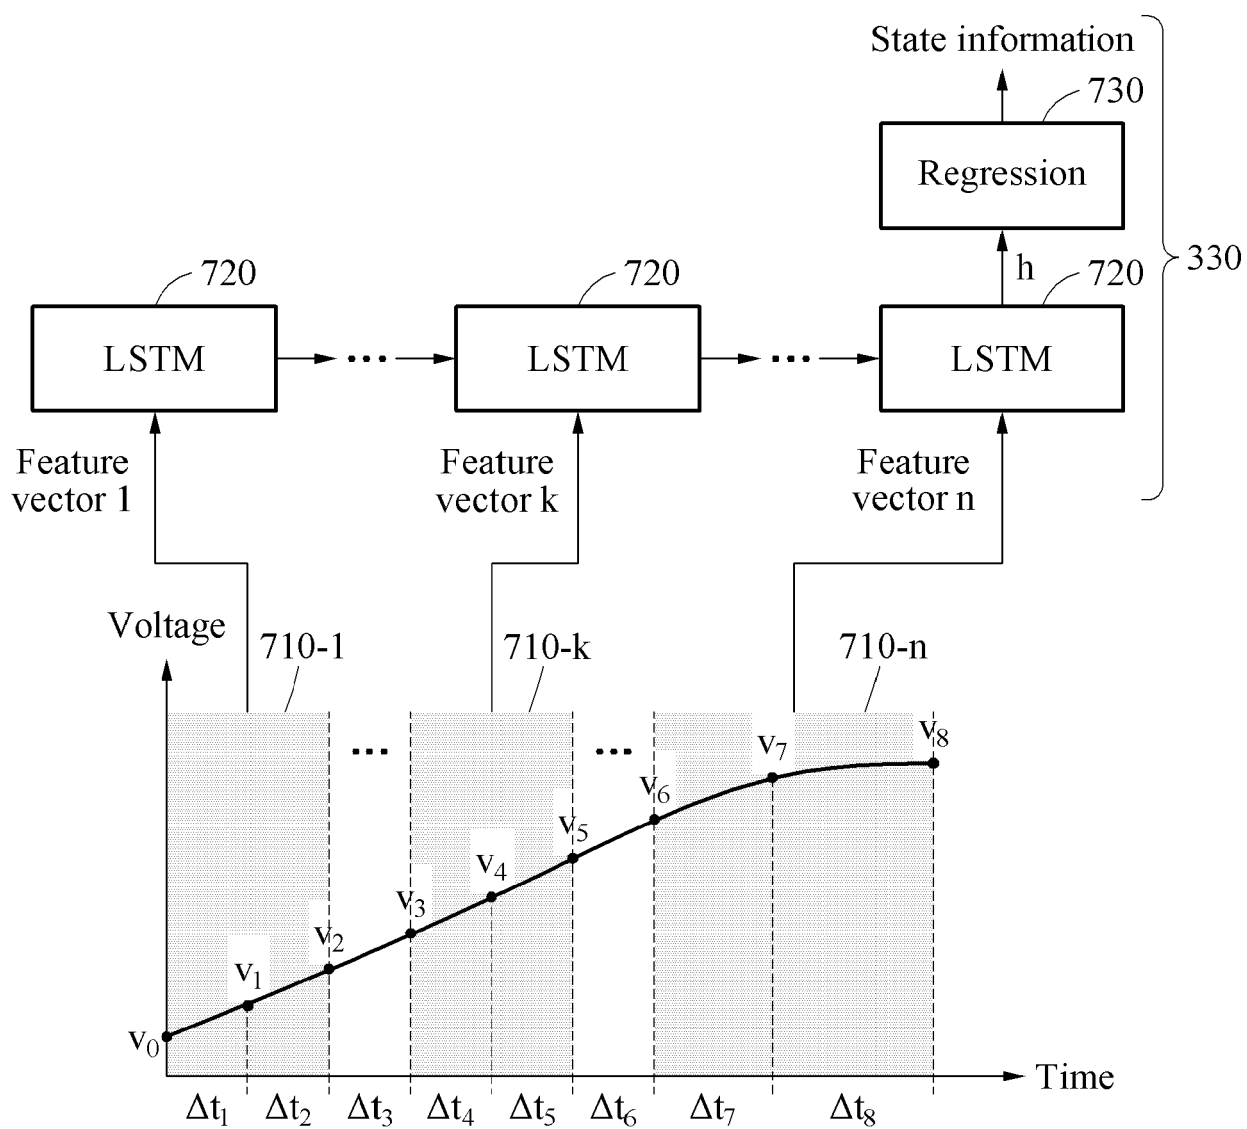 State information
730
Regression
330
h
720
720
720
LSTM
...
LSTM
...
LSTM
Feature
vector 1
Feature
vector k
Feature
vector n
Voltage
710-1
710-k
710-n
...
...
v0
v1
v2
v3
v4
v5
v6
v7
v8
Time
Δt1 Δt2 Δt3 Δt4 Δt5 Δt6 Δt7 Δt8